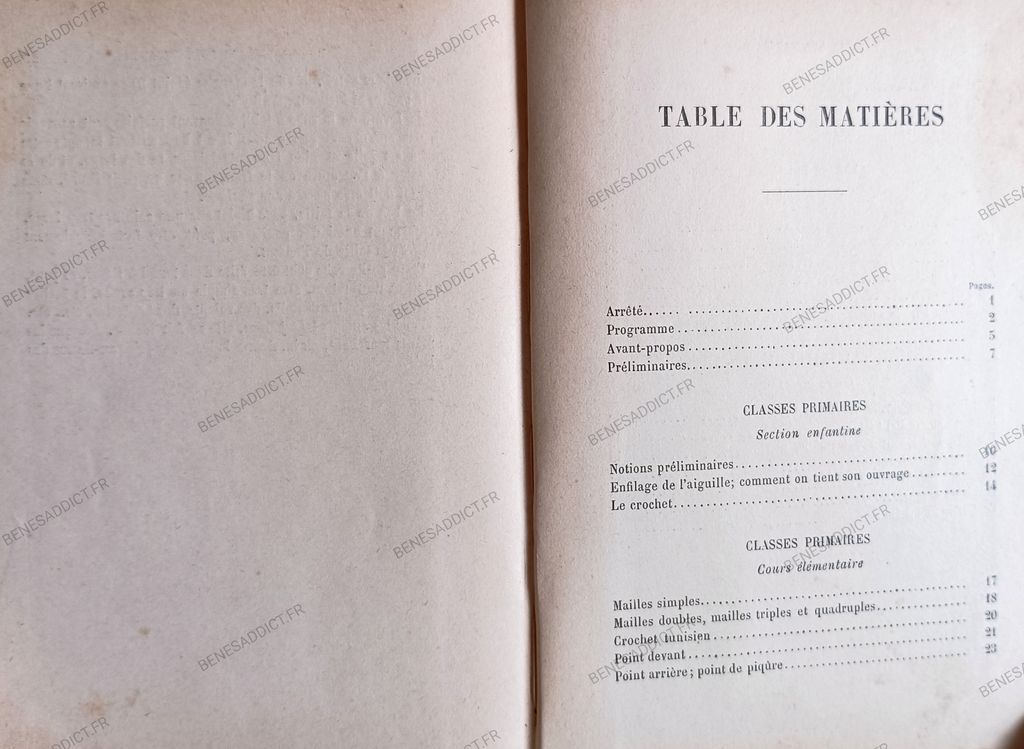 TABLE DES MATIÈRES
Pages.
Arrêté 1
Programme 2
Avant-propos 5
Préliminaires 7
CLASSES PRIMAIRES
Section enfantine
Notions préliminaires
Enfilage de l'aiguille; comment on tient son ouvrage 12
Le crochet 14
CLASSES PRIMAIRES
Cours élémentaire
Mailles simples 17
Mailles doubles, mailles triples et quadruples 18
Crochet tunisien 20
Point devant 21
Point arrière; point de piqûre 23
BENESADDICT.FR